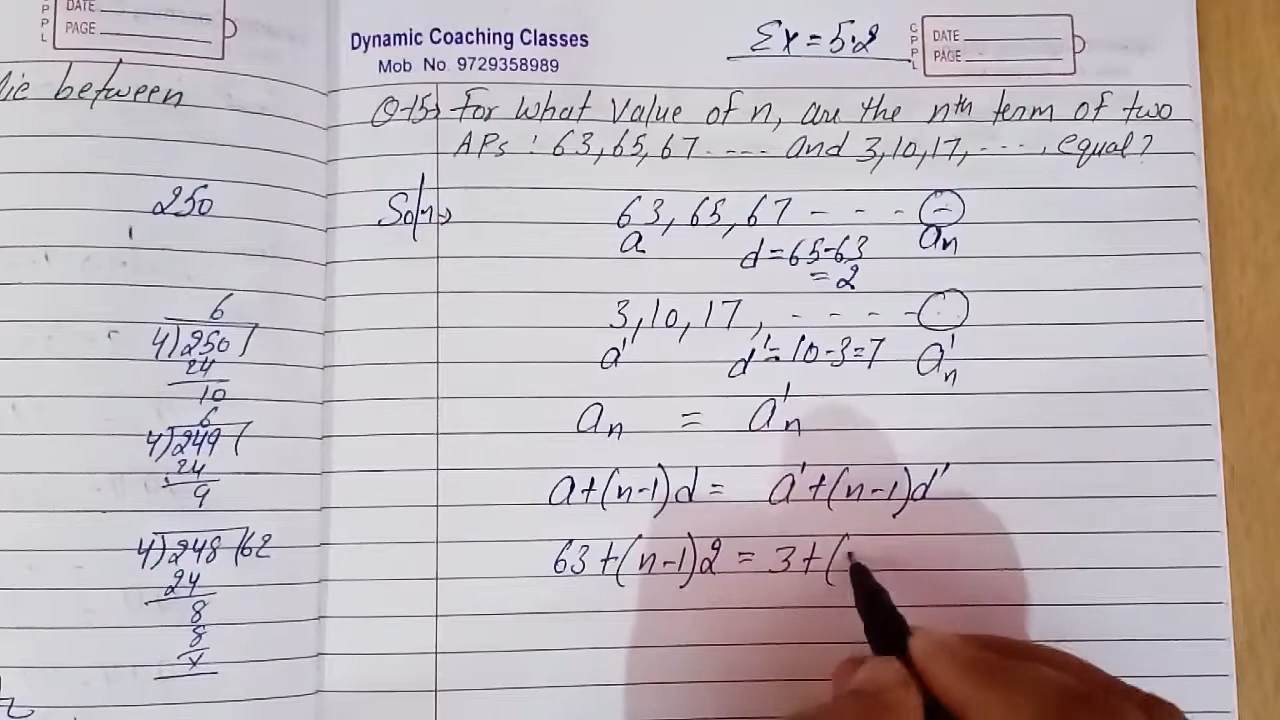 DATE
PAGE
lie between
250
6
4)250(
24
10
6
4)249(
24
9
4)248(62
24
8
8
x
Dynamic Coaching Classes
Mob No. 9729358989
Ex = 5.2
CPPL
DATE
PAGE
Q-15) For what value of n, are the nth term of two
APs : 63, 65, 67 ---- and 3, 10, 17, ---, equal?
Soln→ 63, 65, 67 - - - -
a d = 65-63 an
= 2
3, 10, 17, - - - -
a' d' = 10-3=7 a'n
an = a'n
a+(n-1)d = a'+(n-1)d'
63+(n-1)2 = 3+(